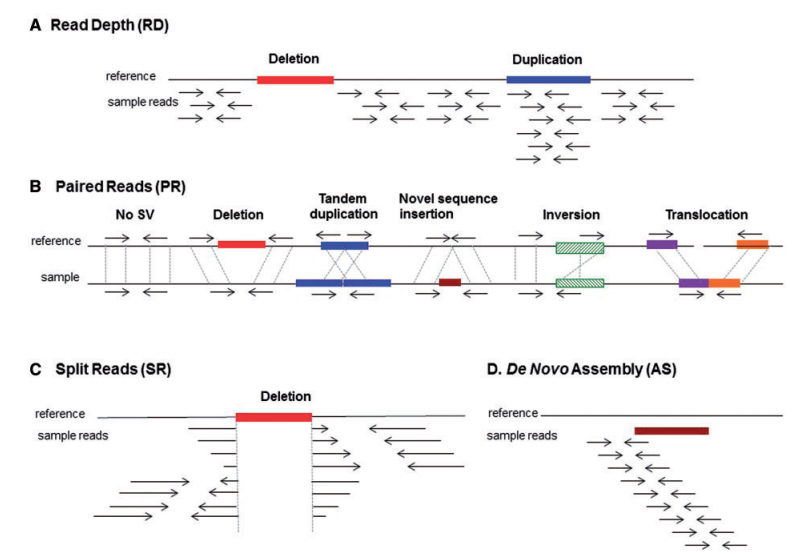 A Read Depth (RD)
Deletion Duplication
reference
sample reads
B Paired Reads (PR)
No SV Deletion Tandem duplication Novel sequence insertion Inversion Translocation
reference
sample
C Split Reads (SR)
Deletion
reference
sample reads
D. De Novo Assembly (AS)
reference
sample reads